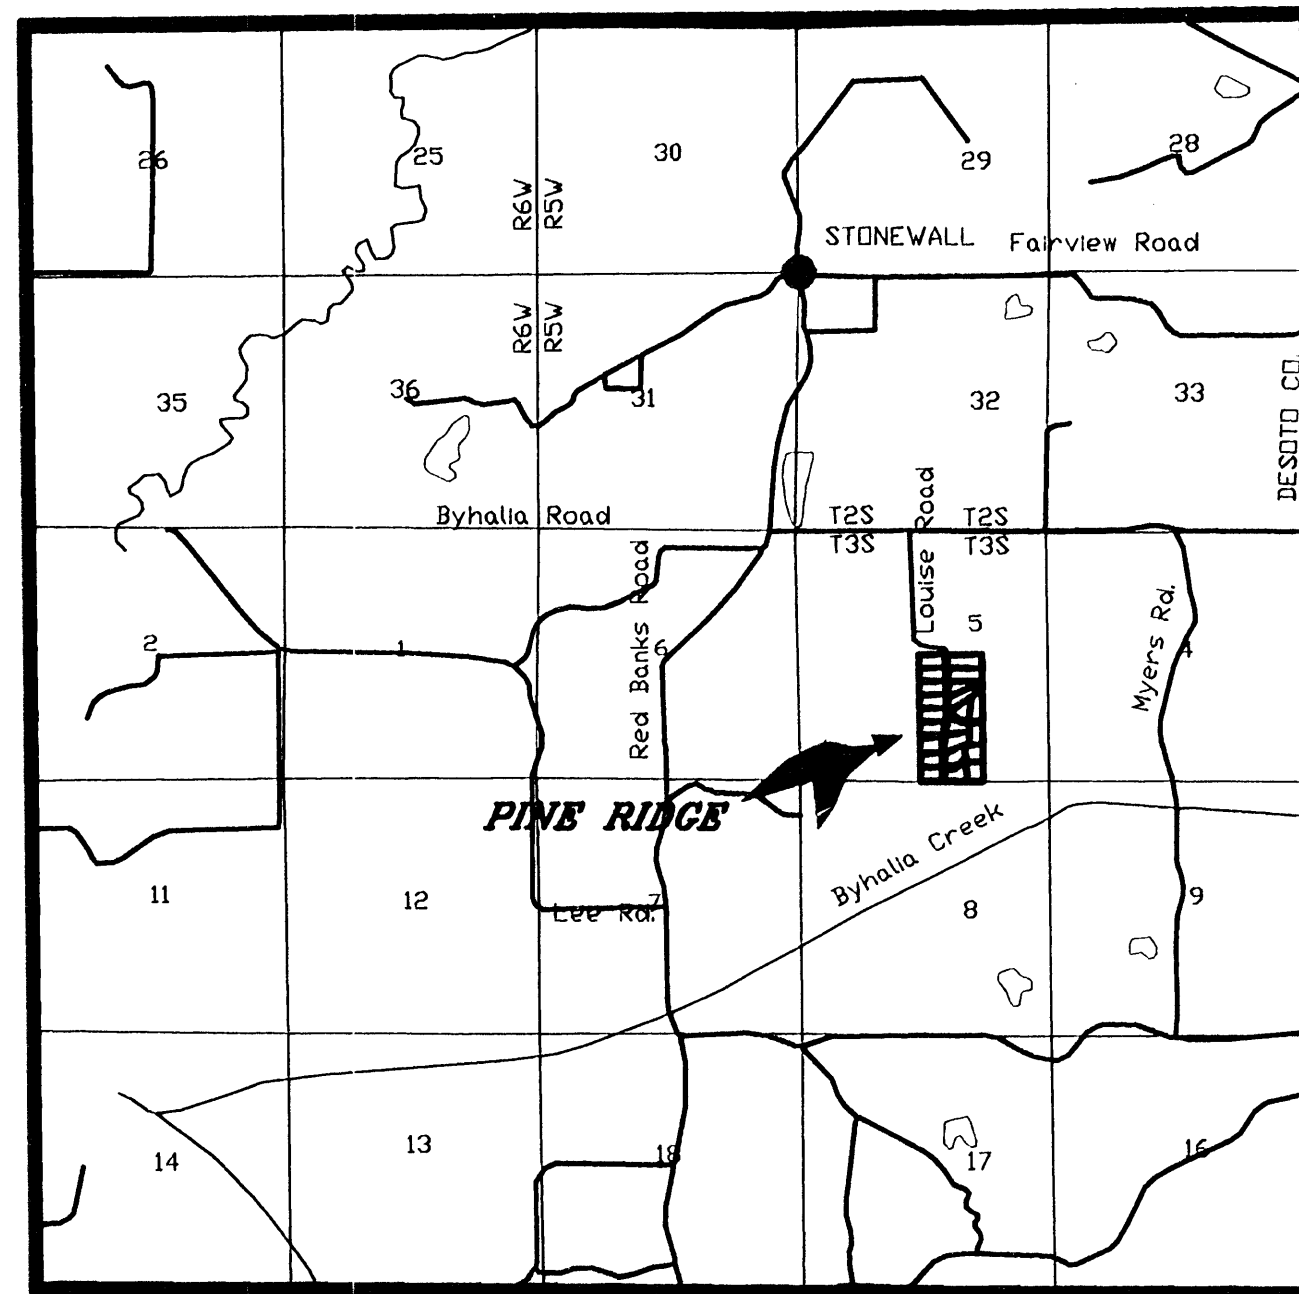 26
25
30
29
28
R6W
R5W
STONEWALL
Fairview Road
R6W
R5W
35
36
31
32
33
DESOTO CO.
Byhalia Road
T2S
T3S
Louise Road
T2S
T3S
Red Banks Road
2
1
6
5
4
Myers Rd.
PINE RIDGE
Byhalia Creek
11
12
7
Lee Rd.
8
9
14
13
18
17
16